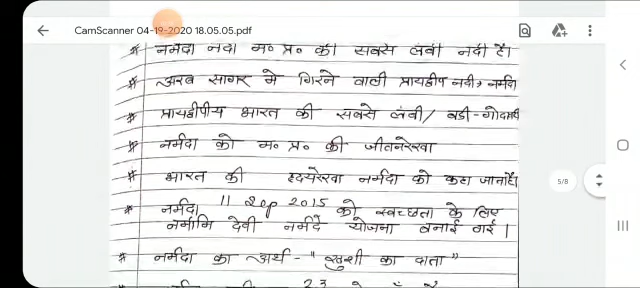 CamScanner 04-19-2020 18.05.05.pdf
* नर्मदा नदी म० प्र० की सबसे लंबी नदी है।
* अरब सागर मे गिरने वाली प्रायद्वीप नदी, नर्मदा
* प्रायद्वीपीय भारत की सबसे लंबी/ बडी-गोदावरी
* नर्मदा को म० प्र० की जीवनरेखा
* भारत की हृदयरेखा नर्मदा को कहा जाता है।
5/8
* नर्मदा 11 Sep 2015 को स्वच्छता के लिए
नमामि देवी नर्मदे योजना बनाई गई।
* नर्मदा का अर्थ - "खुशी का दाता"